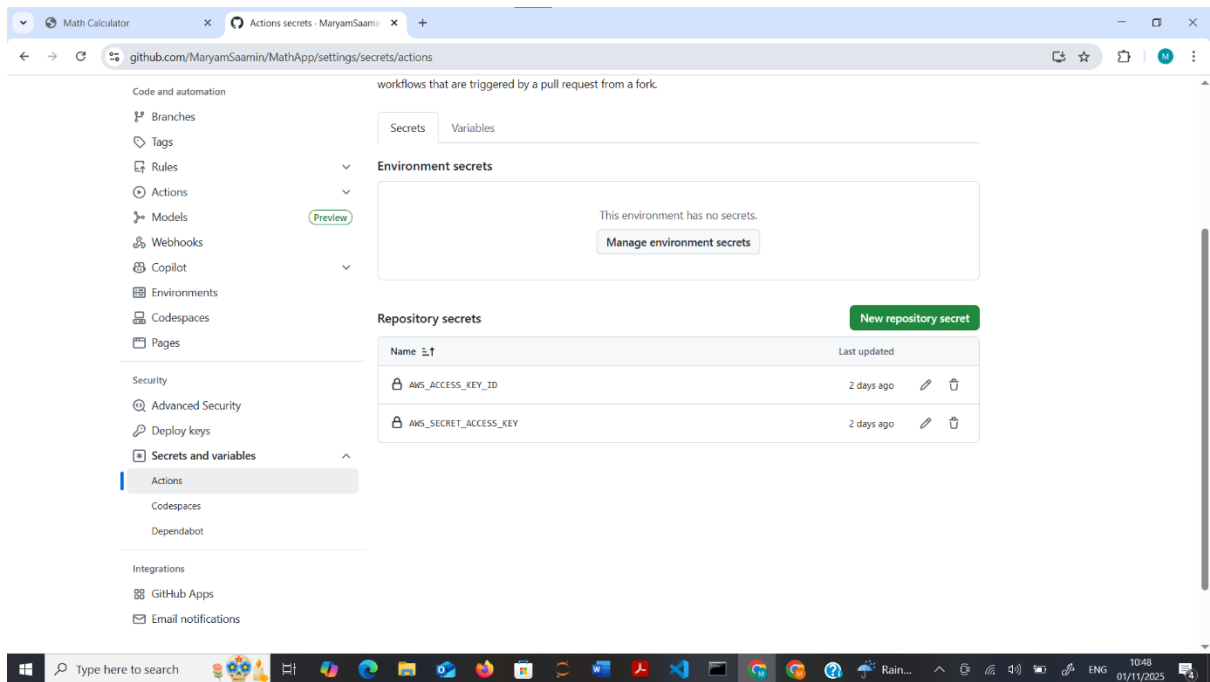 Math Calculator
Actions secrets · MaryamSaamin
github.com/MaryamSaamin/MathApp/settings/secrets/actions
M
Code and automation
Branches
Tags
Rules
Actions
Models Preview
Webhooks
Copilot
Environments
Codespaces
Pages
Security
Advanced Security
Deploy keys
Secrets and variables
Actions
Codespaces
Dependabot
Integrations
GitHub Apps
Email notifications
workflows that are triggered by a pull request from a fork.
Secrets Variables
Environment secrets
This environment has no secrets.
Manage environment secrets
Repository secrets New repository secret
Name Last updated
AWS_ACCESS_KEY_ID 2 days ago
AWS_SECRET_ACCESS_KEY 2 days ago
Type here to search
Rain...
ENG
10:48
01/11/2025
4